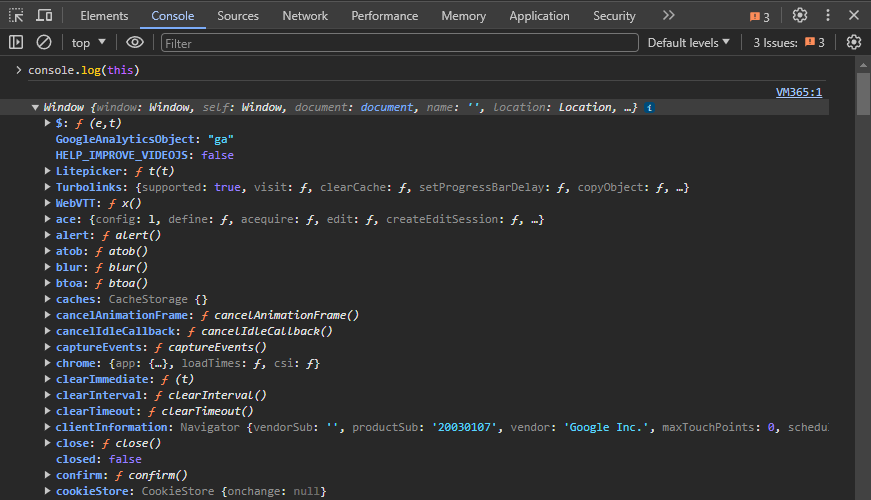 Elements Console Sources Network Performance Memory Application Security 3
top Filter Default levels 3 Issues: 3
console.log(this)
VM365:1
Window {window: Window, self: Window, document: document, name: '', location: Location, …} i
$: ƒ (e,t)
GoogleAnalyticsObject: "ga"
HELP_IMPROVE_VIDEOJS: false
Litepicker: ƒ t(t)
Turbolinks: {supported: true, visit: ƒ, clearCache: ƒ, setProgressBarDelay: ƒ, copyObject: ƒ, …}
WebVTT: ƒ x()
ace: {config: l, define: ƒ, acequire: ƒ, edit: ƒ, createEditSession: ƒ, …}
alert: ƒ alert()
atob: ƒ atob()
blur: ƒ blur()
btoa: ƒ btoa()
caches: CacheStorage {}
cancelAnimationFrame: ƒ cancelAnimationFrame()
cancelIdleCallback: ƒ cancelIdleCallback()
captureEvents: ƒ captureEvents()
chrome: {app: {…}, loadTimes: ƒ, csi: ƒ}
clearImmediate: ƒ (t)
clearInterval: ƒ clearInterval()
clearTimeout: ƒ clearTimeout()
clientInformation: Navigator {vendorSub: '', productSub: '20030107', vendor: 'Google Inc.', maxTouchPoints: 0, schedul
close: ƒ close()
closed: false
confirm: ƒ confirm()
cookieStore: CookieStore {onchange: null}